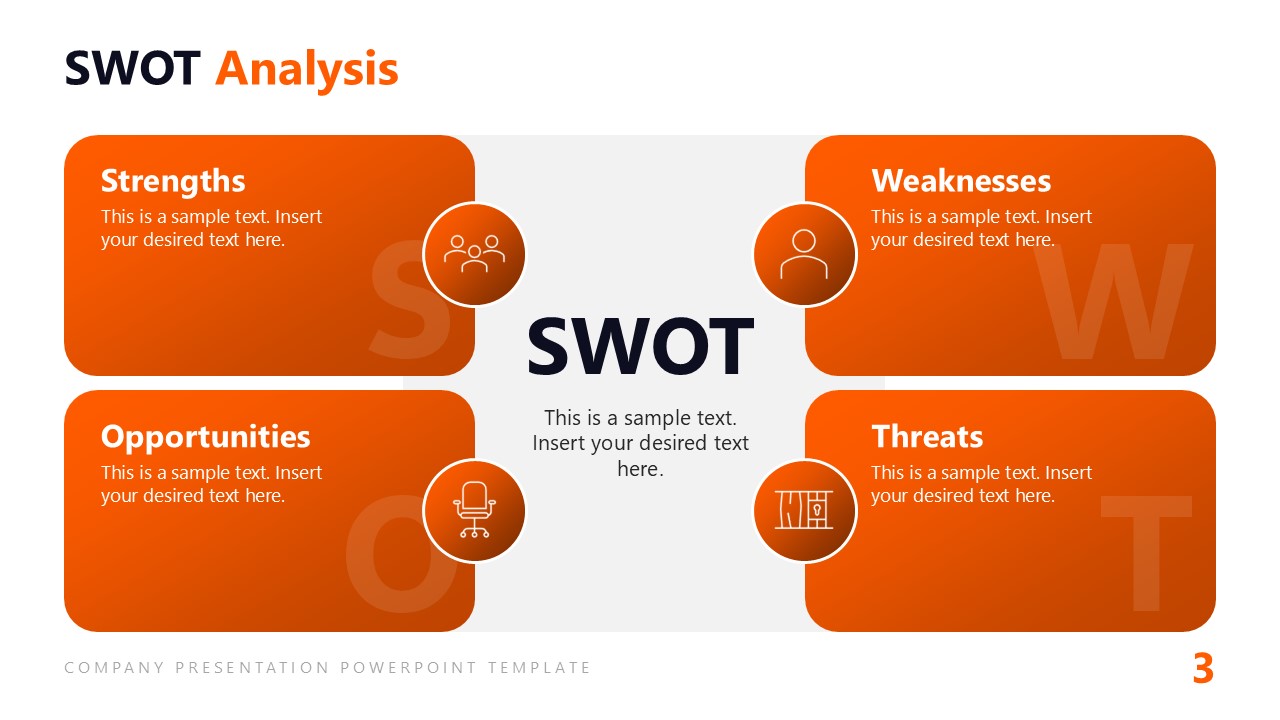 SWOT Analysis
Strengths
This is a sample text. Insert
your desired text here.
S
Weaknesses
This is a sample text. Insert
your desired text here.
W
SWOT
This is a sample text.
Insert your desired text
here.
Opportunities
This is a sample text. Insert
your desired text here.
O
Threats
This is a sample text. Insert
your desired text here.
T
COMPANY PRESENTATION POWERPOINT TEMPLATE
3